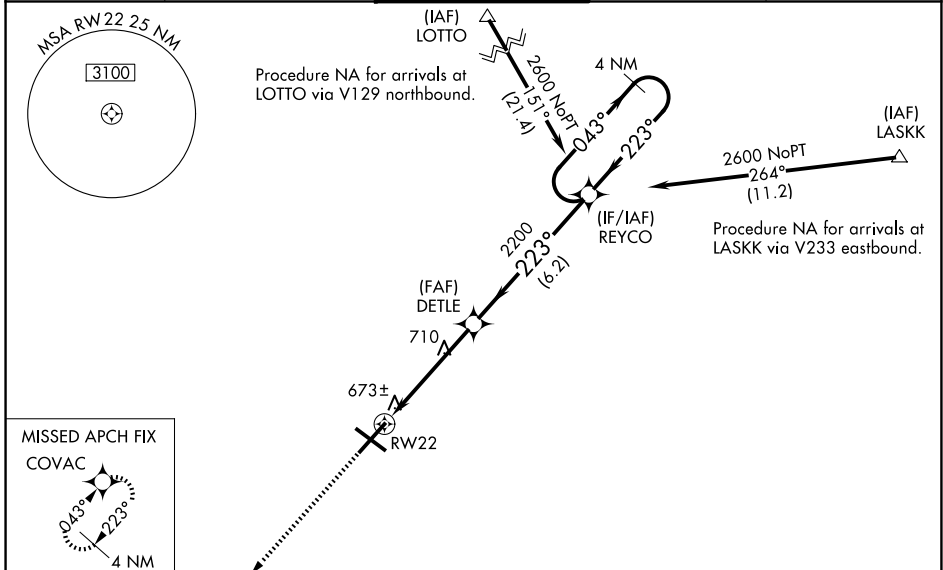 MSA RW22 25 NM
3100
(IAF)
LOTTO
Procedure NA for arrivals at
LOTTO via V129 northbound.
2600 NoPT
151°
(21.4)
4 NM
043°
223°
(IAF)
LASKK
2600 NoPT
264°
(11.2)
(IF/IAF)
REYCO
Procedure NA for arrivals at
LASKK via V233 eastbound.
2200
223°
(6.2)
(FAF)
DETLE
710
673±
RW22
MISSED APCH FIX
COVAC
043°
223°
4 NM